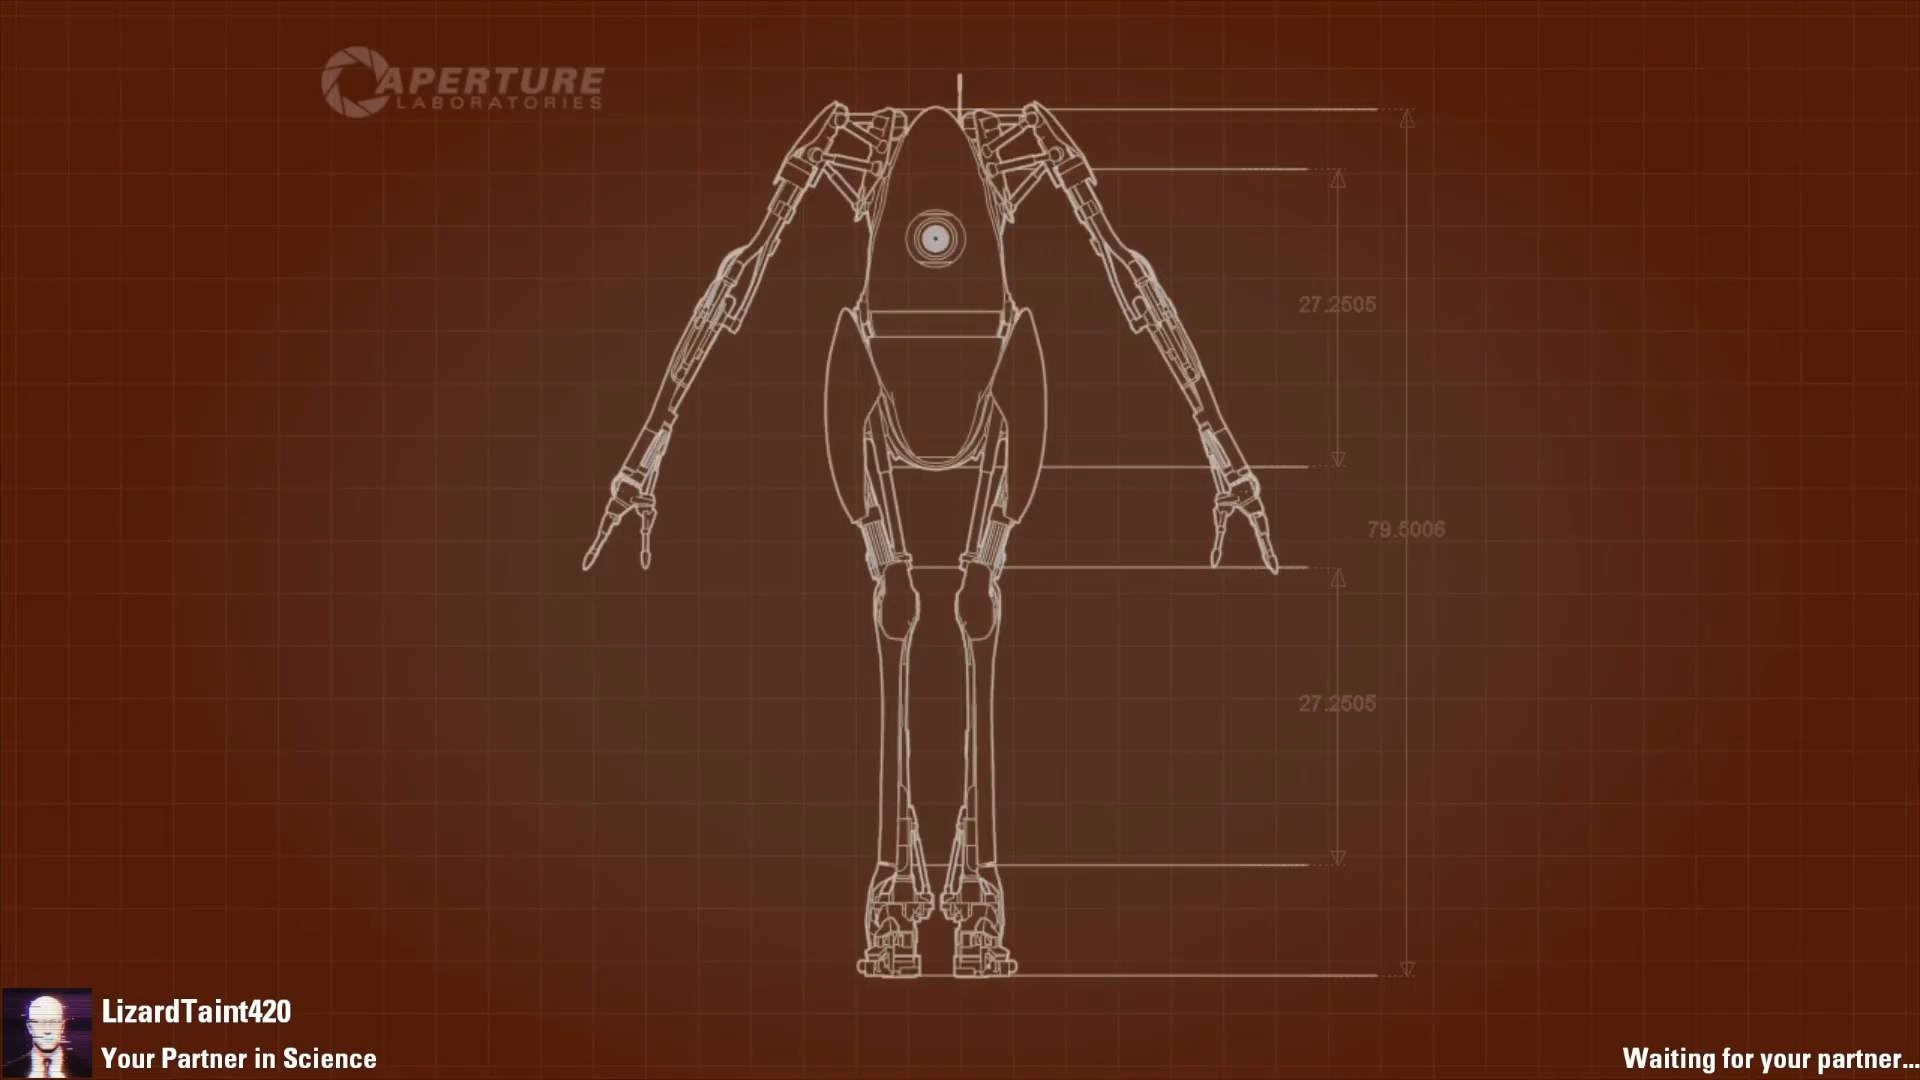 APERTURE
LABORATORIES
27.2505
79.5006
27.2505
LizardTaint420
Your Partner in Science
Waiting for your partner...